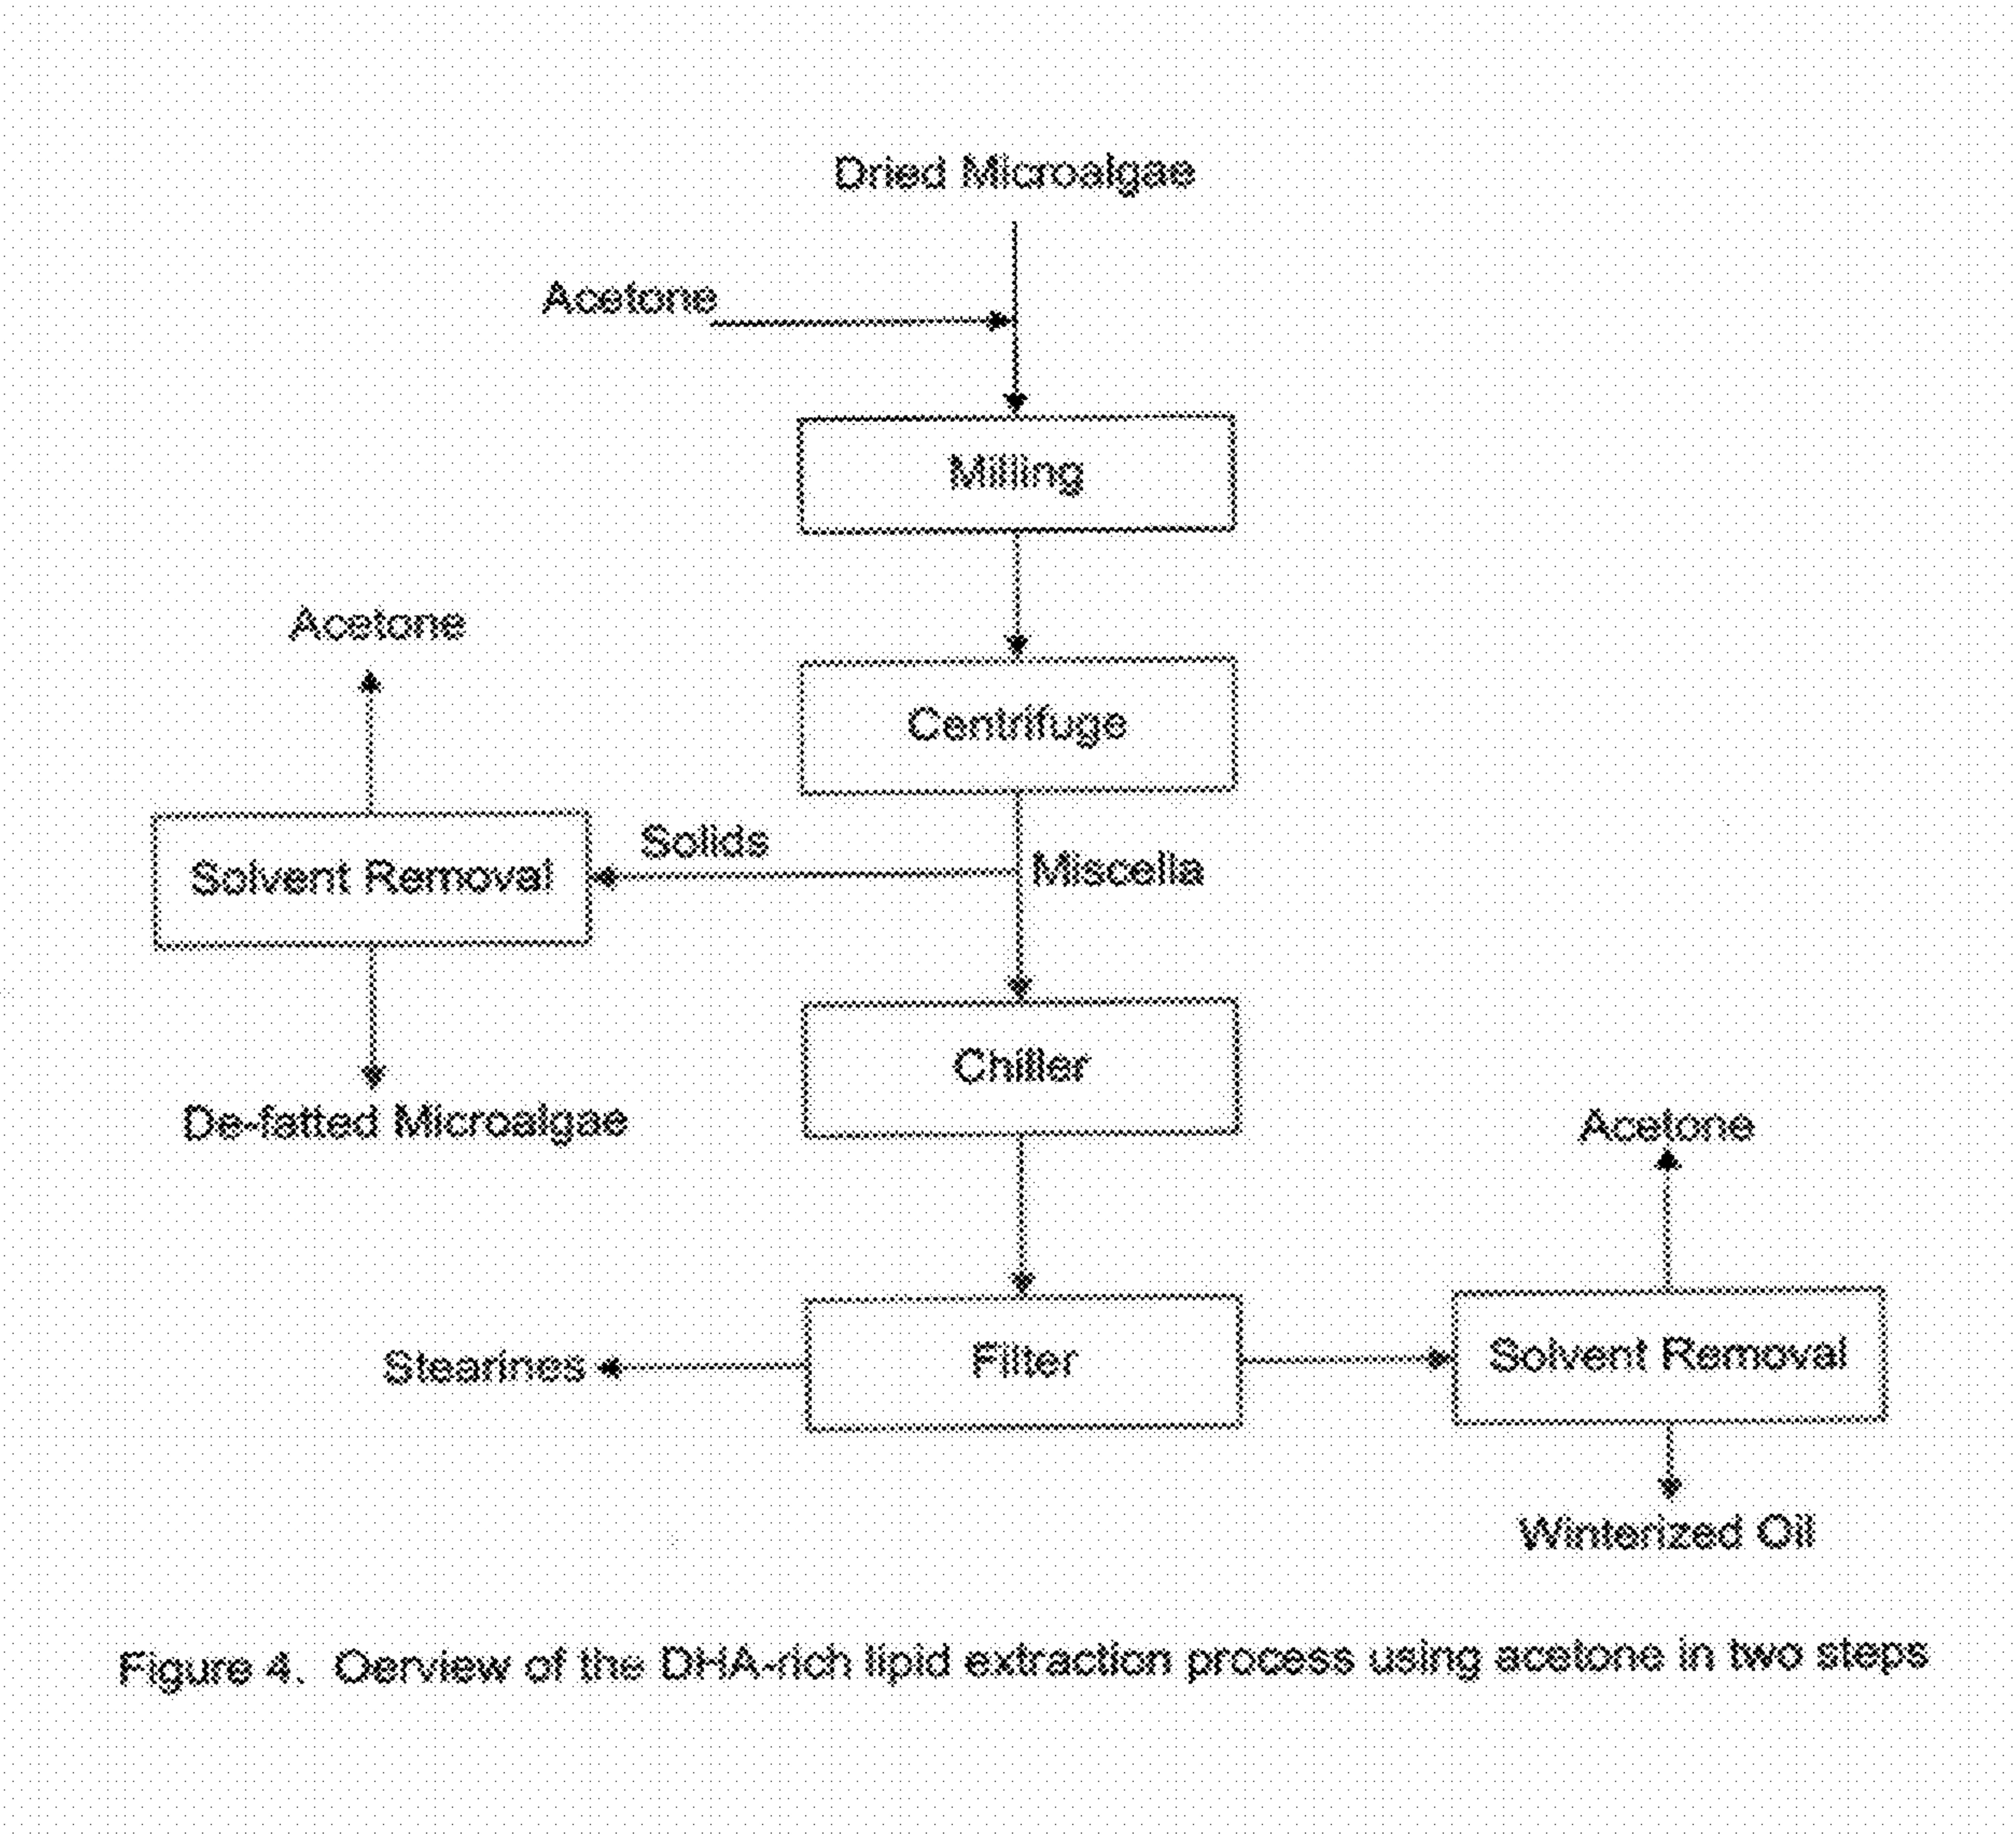 Dried Microalgae
Acetone
Milling
Acetone
Centrifuge
Solids
Solvent Removal
Miscella
Chiller
De-fatted Microalgae
Acetone
Stearines
Filter
Solvent Removal
Winterized Oil
Figure 4. Oerview of the DHA-rich lipid extraction process using acetone in two steps